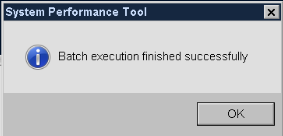 System Performance Tool
Batch execution finished successfully
OK